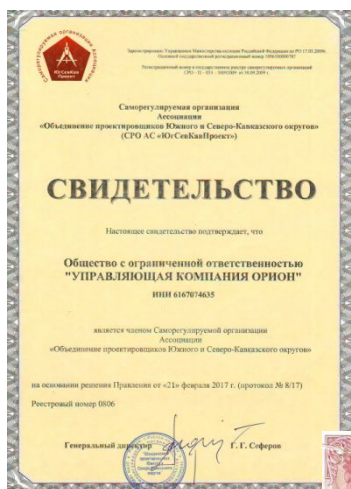 Саморегулируемая организация
Ассоциация
«Объединение проектировщиков Южного и Северо-Кавказского округов»
(СРО АС «ЮгСевКавПроект»)
СВИДЕТЕЛЬСТВО
Настоящее свидетельство подтверждает, что
Общество с ограниченной ответственностью
"УПРАВЛЯЮЩАЯ КОМПАНИЯ ОРИОН"
ИНН 6167074635
является членом Саморегулируемой организации
Ассоциации
«Объединение проектировщиков Южного и Северо-Кавказского округов»
на основании решения Правления от «21» февраля 2017 г. (протокол № 8/17)
Реестровый номер 0806
Генеральный директор Г. Г. Сеферов